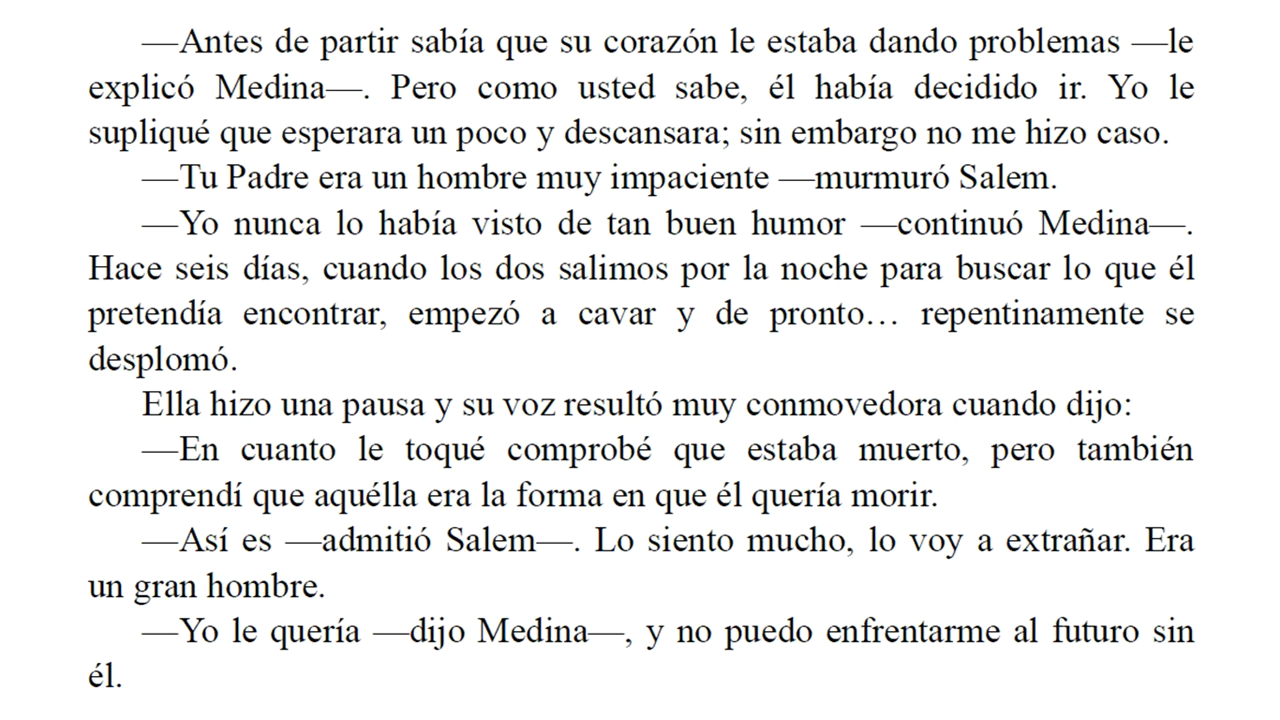 —Antes de partir sabía que su corazón le estaba dando problemas —le
explicó Medina—. Pero como usted sabe, él había decidido ir. Yo le
supliqué que esperara un poco y descansara; sin embargo no me hizo caso.
—Tu Padre era un hombre muy impaciente —murmuró Salem.
—Yo nunca lo había visto de tan buen humor —continuó Medina—.
Hace seis días, cuando los dos salimos por la noche para buscar lo que él
pretendía encontrar, empezó a cavar y de pronto… repentinamente se
desplomó.
Ella hizo una pausa y su voz resultó muy conmovedora cuando dijo:
—En cuanto le toqué comprobé que estaba muerto, pero también
comprendí que aquélla era la forma en que él quería morir.
—Así es —admitió Salem—. Lo siento mucho, lo voy a extrañar. Era
un gran hombre.
—Yo le quería —dijo Medina—, y no puedo enfrentarme al futuro sin
él.